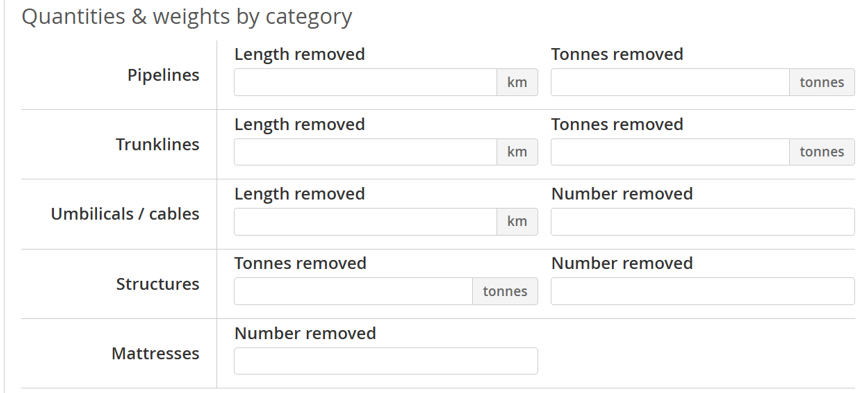 Quantities & weights by category
Length removed Tonnes removed
Pipelines km tonnes
Length removed Tonnes removed
Trunklines km tonnes
Length removed Number removed
Umbilicals / cables km
Tonnes removed Number removed
Structures tonnes
Number removed
Mattresses